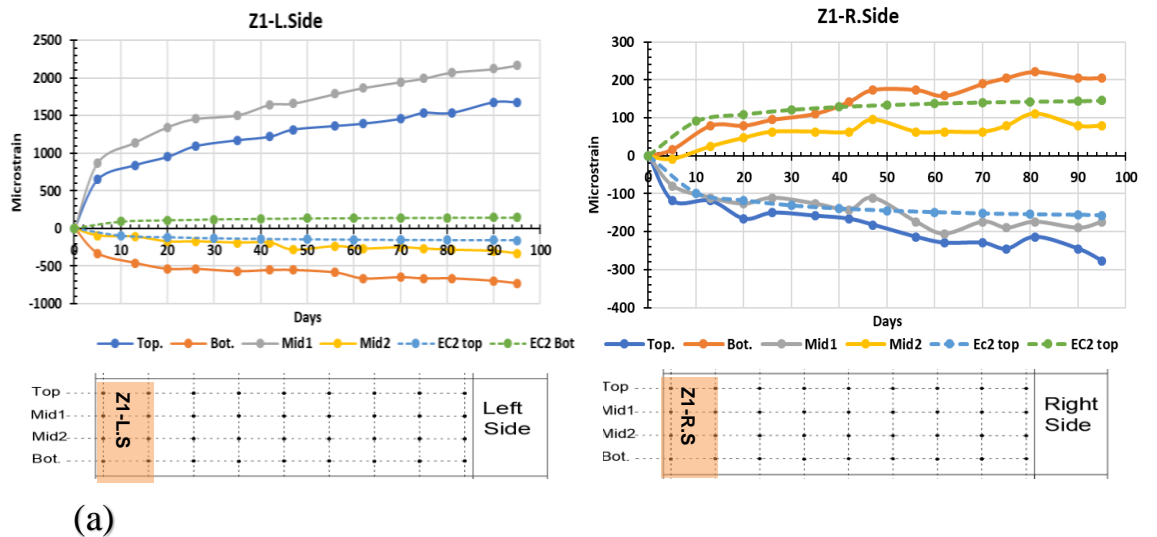 Z1-L.Side
2500
2000
1500
1000
500
0
-500
-1000
0 10 20 30 40 50 60 70 80 90 100
Microstrain
Days
Top. Bot. Mid1 Mid2 EC2 top EC2 Bot
Top
Mid1
Mid2
Bot.
Z1-L.S
Left
Side
Z1-R.Side
300
200
100
0
-100
-200
-300
-400
0 10 20 30 40 50 60 70 80 90 100
Microstrain
Days
Top. Bot. Mid1 Mid2 Ec2 top EC2 top
Top
Mid1
Mid2
Bot.
Z1-R.S
Right
Side
(a)